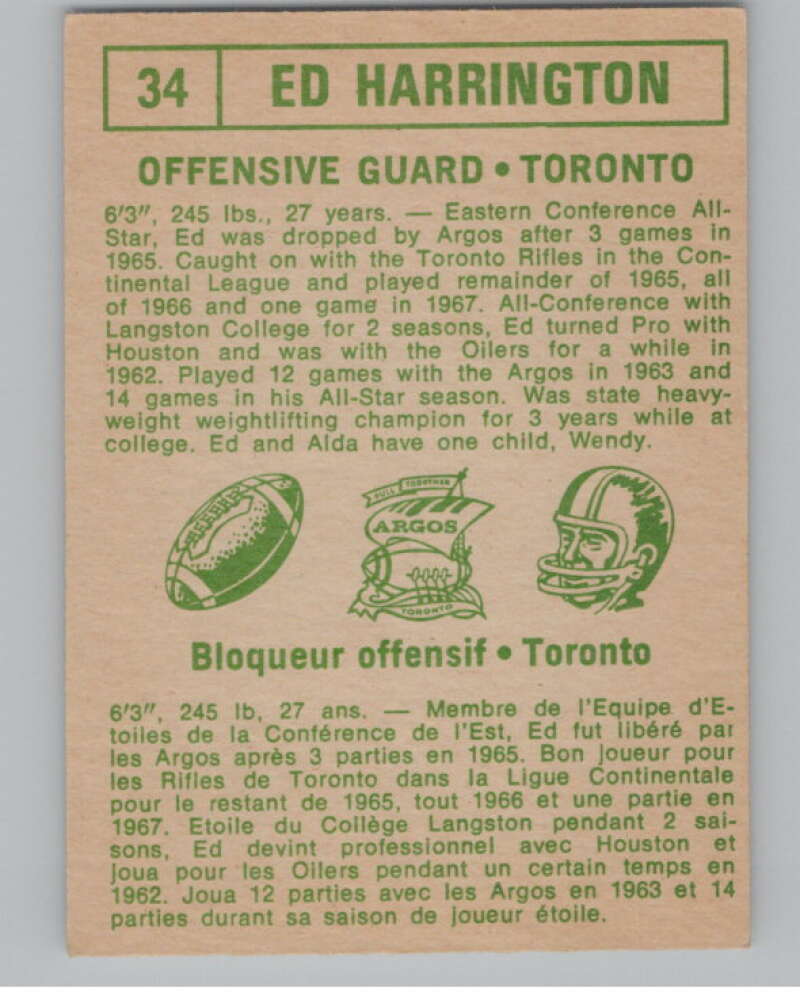 34 ED HARRINGTON
OFFENSIVE GUARD • TORONTO
6'3", 245 lbs., 27 years. — Eastern Conference All-
Star, Ed was dropped by Argos after 3 games in
1965. Caught on with the Toronto Rifles in the Con-
tinental League and played remainder of 1965, all
of 1966 and one game in 1967. All-Conference with
Langston College for 2 seasons, Ed turned Pro with
Houston and was with the Oilers for a while in
1962. Played 12 games with the Argos in 1963 and
14 games in his All-Star season. Was state heavy-
weight weightlifting champion for 3 years while at
college. Ed and Alda have one child, Wendy.
PULL TOGETHER
ARGOS
TORONTO
Bloqueur offensif • Toronto
6'3", 245 lb, 27 ans. — Membre de l'Equipe d'E-
toiles de la Conférence de l'Est, Ed fut libéré par
les Argos après 3 parties en 1965. Bon joueur pour
les Rifles de Toronto dans la Ligue Continentale
pour le restant de 1965, tout 1966 et une partie en
1967. Etoile du Collège Langston pendant 2 sai-
sons, Ed devint professionnel avec Houston et
joua pour les Oilers pendant un certain temps en
1962. Joua 12 parties avec les Argos en 1963 et 14
parties durant sa saison de joueur étoile.